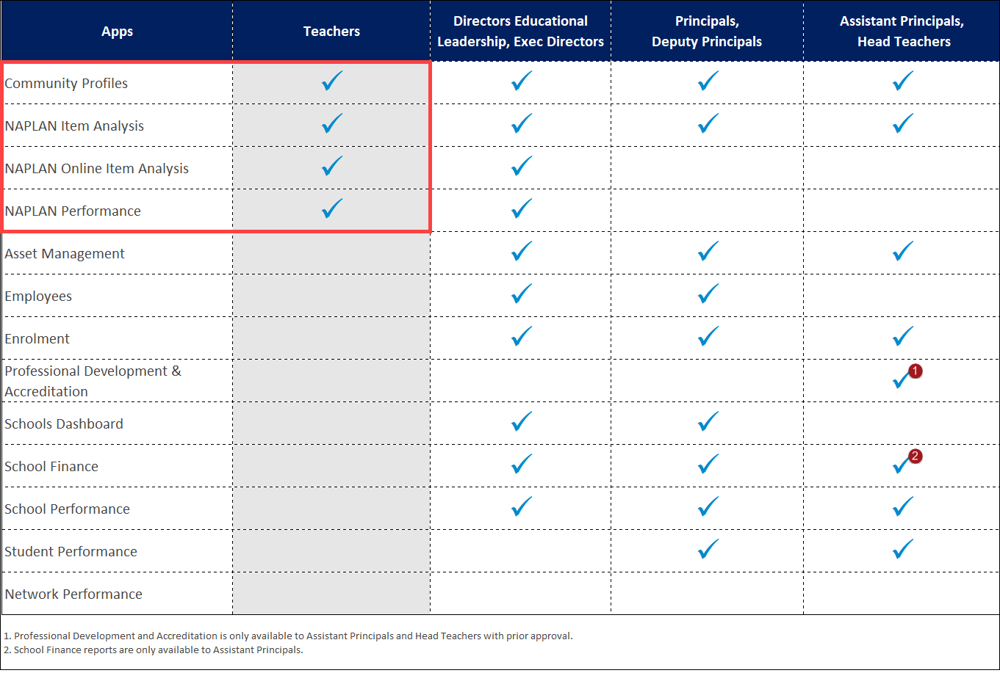 Apps
Teachers
Directors Educational
Leadership, Exec Directors
Principals,
Deputy Principals
Assistant Principals,
Head Teachers
Community Profiles
NAPLAN Item Analysis
NAPLAN Online Item Analysis
NAPLAN Performance
Asset Management
Employees
Enrolment
Professional Development &
Accreditation
1
Schools Dashboard
School Finance
2
School Performance
Student Performance
Network Performance
1. Professional Development and Accreditation is only available to Assistant Principals and Head Teachers with prior approval.
2. School Finance reports are only available to Assistant Principals.